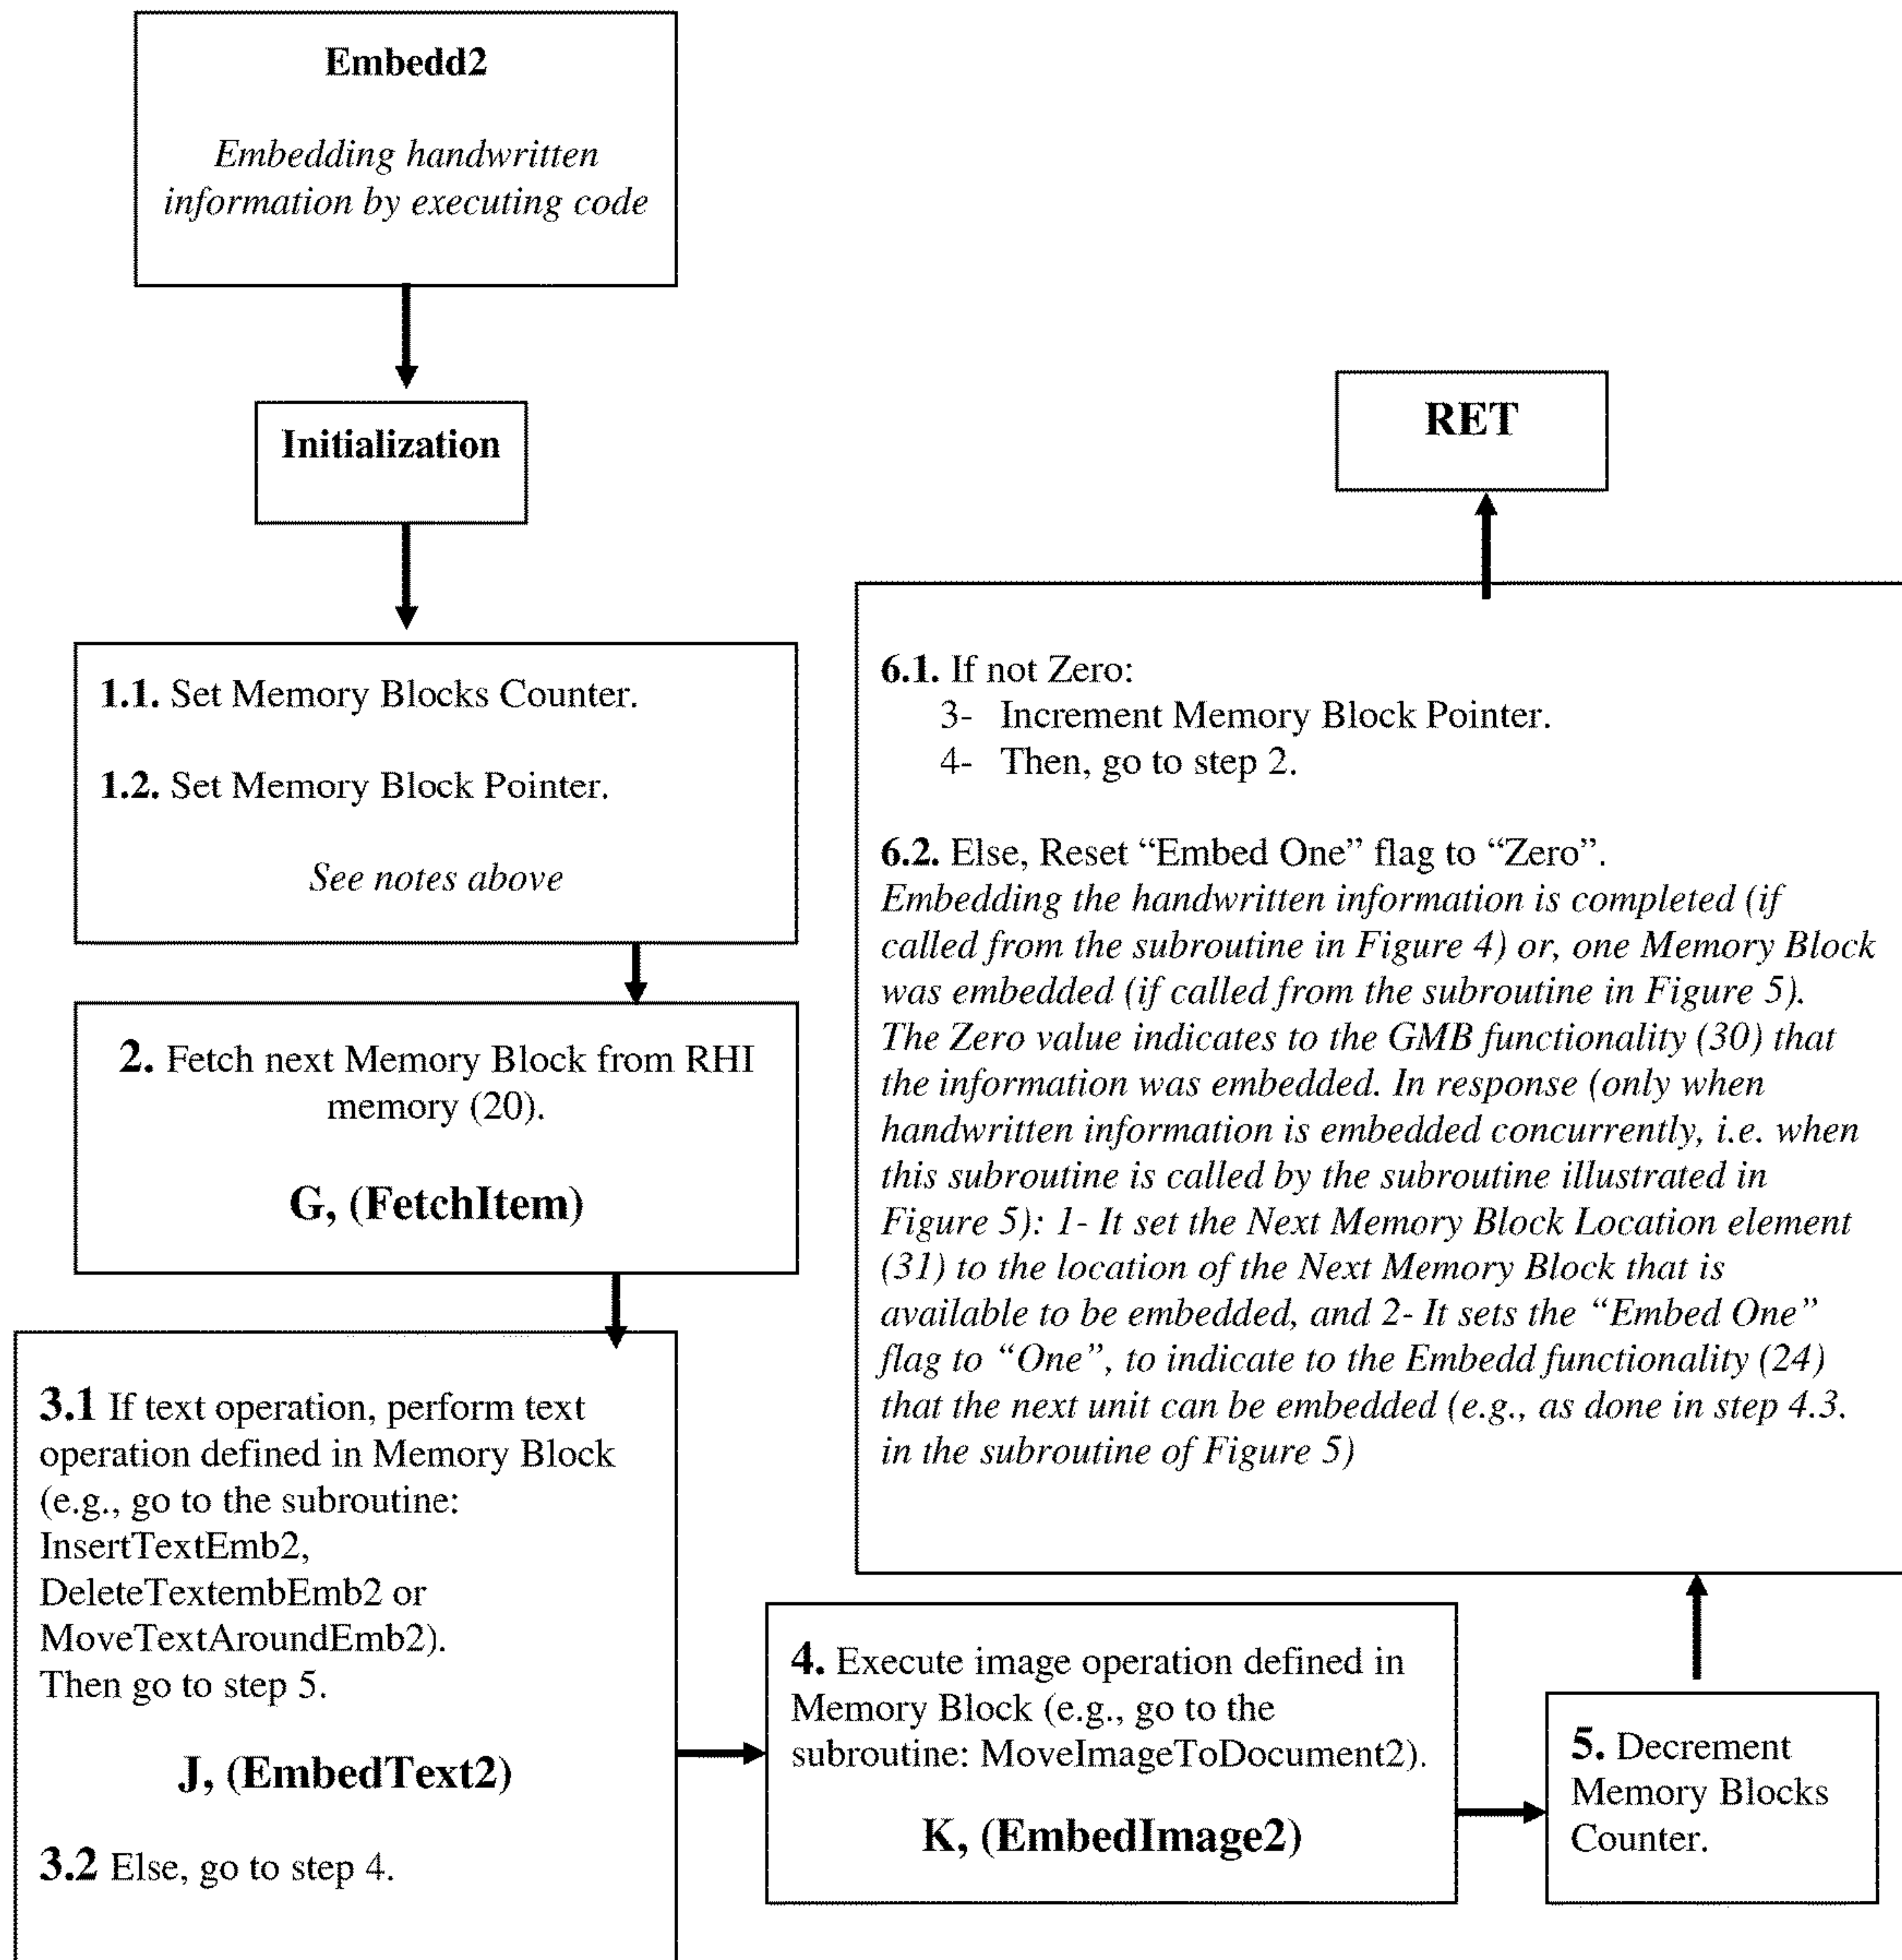 Embedd2
Embedding handwritten
information by executing code
Initialization
1.1. Set Memory Blocks Counter.
1.2. Set Memory Block Pointer.
See notes above
2. Fetch next Memory Block from RHI
memory (20).
G, (FetchItem)
3.1 If text operation, perform text
operation defined in Memory Block
(e.g., go to the subroutine:
InsertTextEmb2,
DeleteTextembEmb2 or
MoveTextAroundEmb2).
Then go to step 5.
J, (EmbedText2)
3.2 Else, go to step 4.
4. Execute image operation defined in
Memory Block (e.g., go to the
subroutine: MoveImageToDocument2).
K, (EmbedImage2)
5. Decrement
Memory Blocks
Counter.
6.1. If not Zero:
3- Increment Memory Block Pointer.
4- Then, go to step 2.
6.2. Else, Reset “Embed One” flag to “Zero”.
Embedding the handwritten information is completed (if
called from the subroutine in Figure 4) or, one Memory Block
was embedded (if called from the subroutine in Figure 5).
The Zero value indicates to the GMB functionality (30) that
the information was embedded. In response (only when
handwritten information is embedded concurrently, i.e. when
this subroutine is called by the subroutine illustrated in
Figure 5): 1- It set the Next Memory Block Location element
(31) to the location of the Next Memory Block that is
available to be embedded, and 2- It sets the “Embed One”
flag to “One”, to indicate to the Embedd functionality (24)
that the next unit can be embedded (e.g., as done in step 4.3.
in the subroutine of Figure 5)
RET